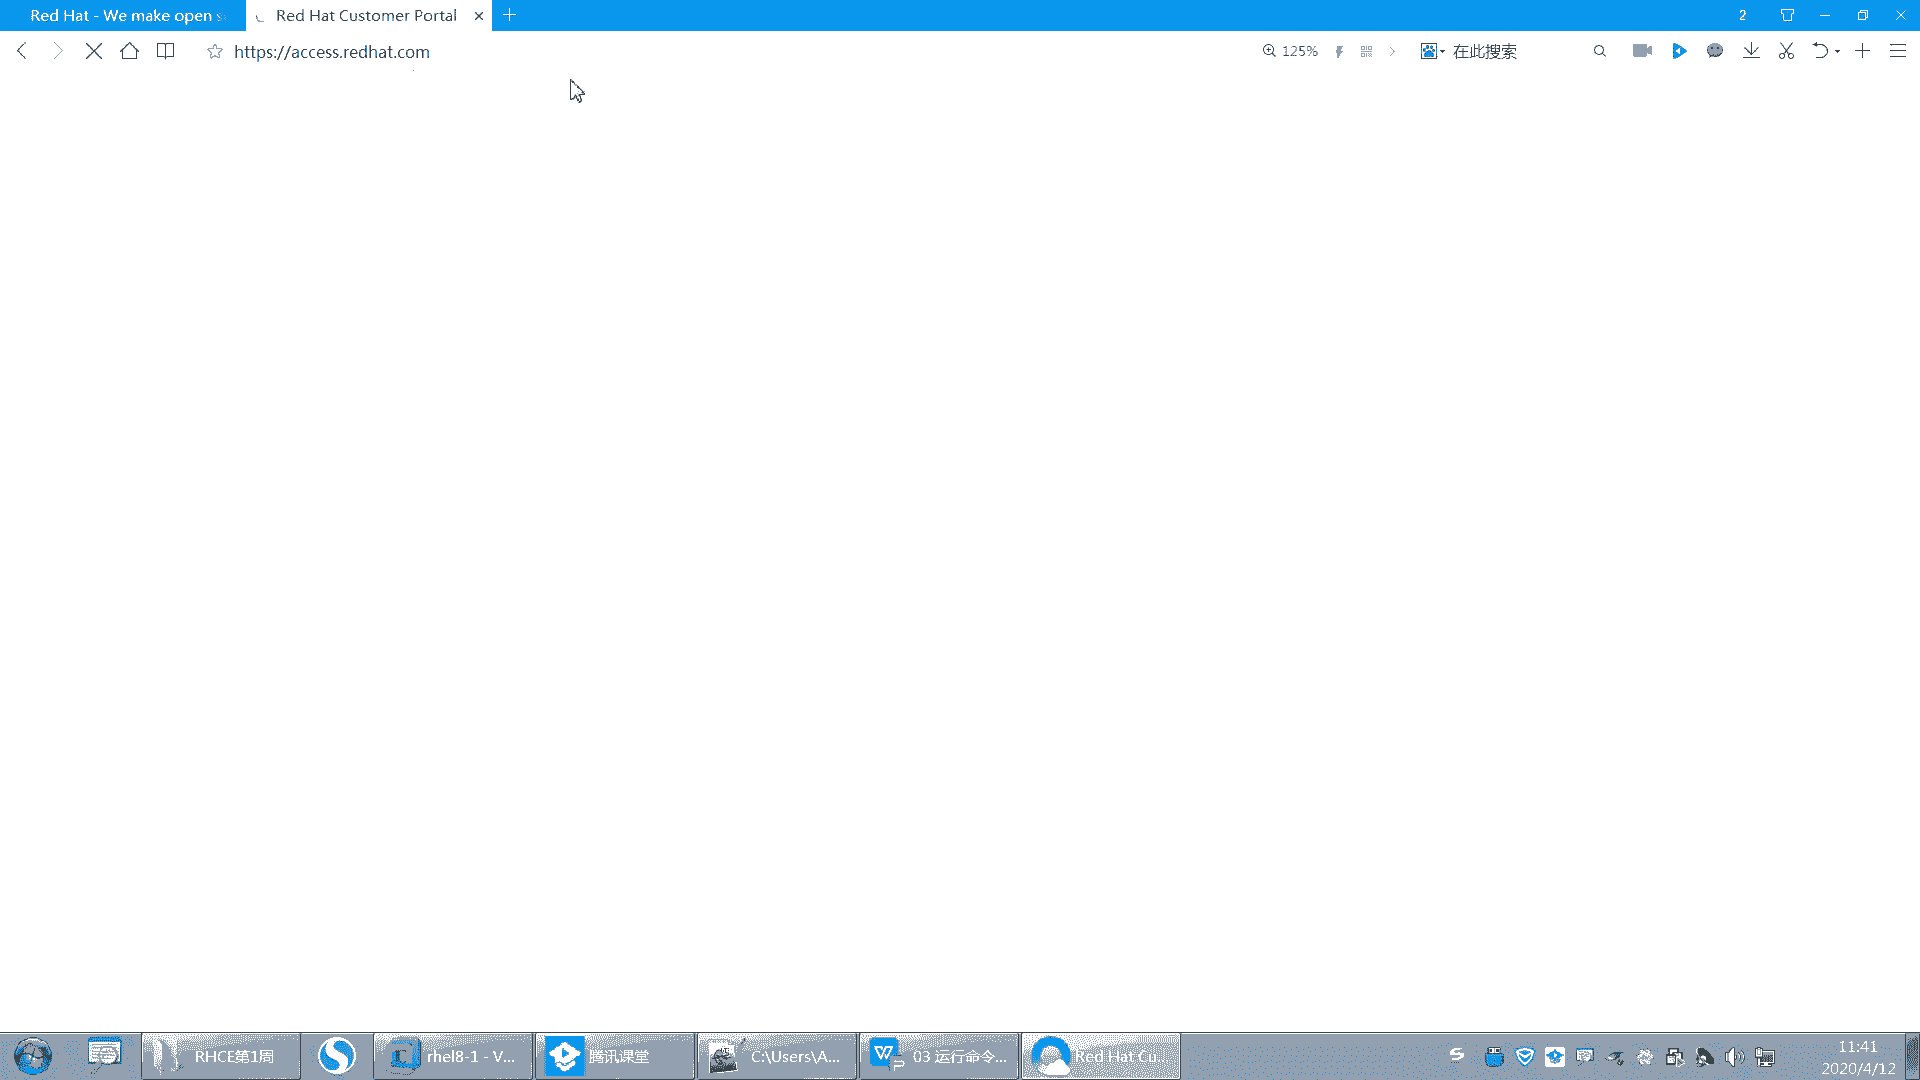 Red Hat - We make open s
Red Hat Customer Portal
2
https://access.redhat.com
125%
在此搜索
RHCE第1周
rhel8-1 - V...
腾讯课堂
C:\Users\A...
03 运行命令...
Red Hat Cu...
11:41
2020/4/12